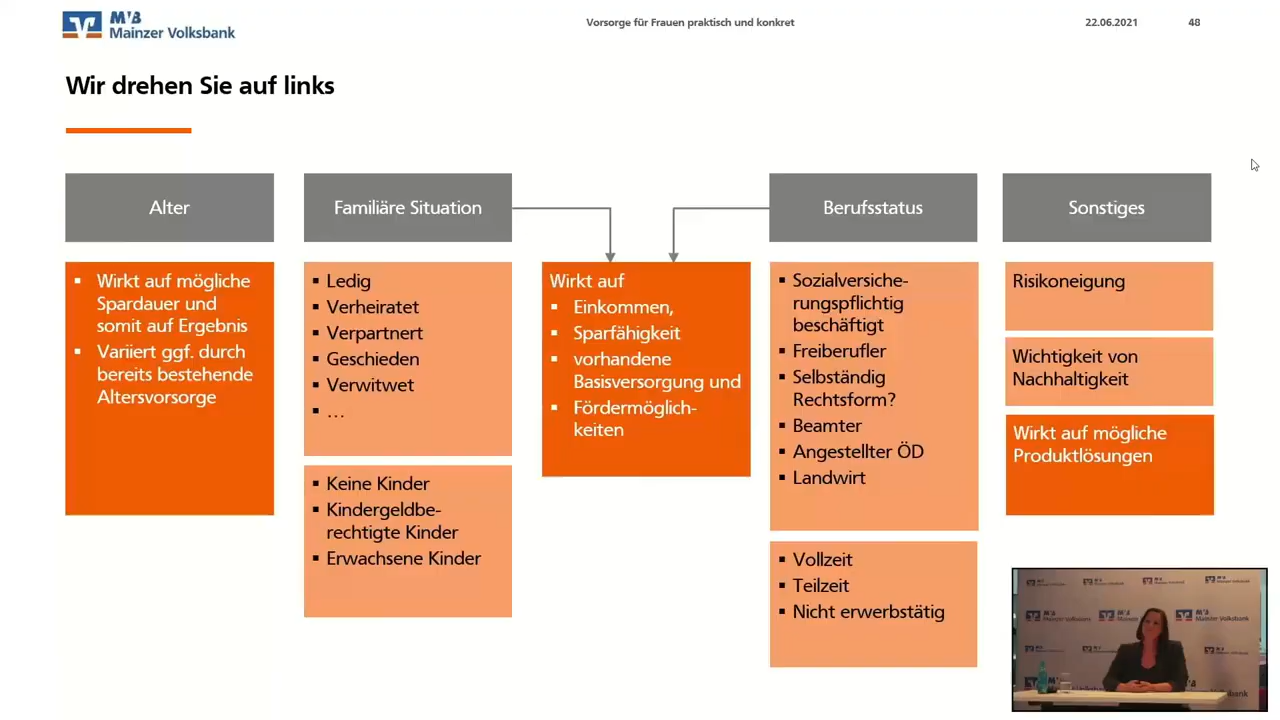 MVB
Mainzer Volksbank
Vorsorge für Frauen praktisch und konkret
22.06.2021
48
Wir drehen Sie auf links
Alter
▪ Wirkt auf mögliche
Spardauer und
somit auf Ergebnis
▪ Variiert ggf. durch
bereits bestehende
Altersvorsorge
Familiäre Situation
▪ Ledig
▪ Verheiratet
▪ Verpartnert
▪ Geschieden
▪ Verwitwet
▪ …
▪ Keine Kinder
▪ Kindergeldbe-
rechtigte Kinder
▪ Erwachsene Kinder
Wirkt auf
▪ Einkommen,
▪ Sparfähigkeit
▪ vorhandene
Basisversorgung und
▪ Fördermöglich-
keiten
Berufsstatus
▪ Sozialversiche-
rungspflichtig
beschäftigt
▪ Freiberufler
▪ Selbständig
Rechtsform?
▪ Beamter
▪ Angestellter ÖD
▪ Landwirt
▪ Vollzeit
▪ Teilzeit
▪ Nicht erwerbstätig
Sonstiges
Risikoneigung
Wichtigkeit von
Nachhaltigkeit
Wirkt auf mögliche
Produktlösungen
MVB
Mainzer Volksbank